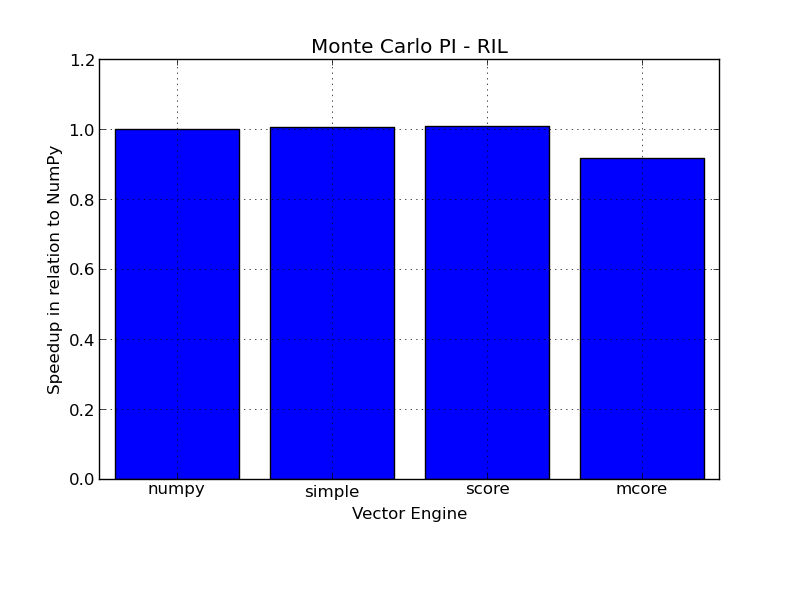 Monte Carlo PI - RIL
Speedup in relation to NumPy
1.2
1.0
0.8
0.6
0.4
0.2
0.0
numpy simple score mcore
Vector Engine